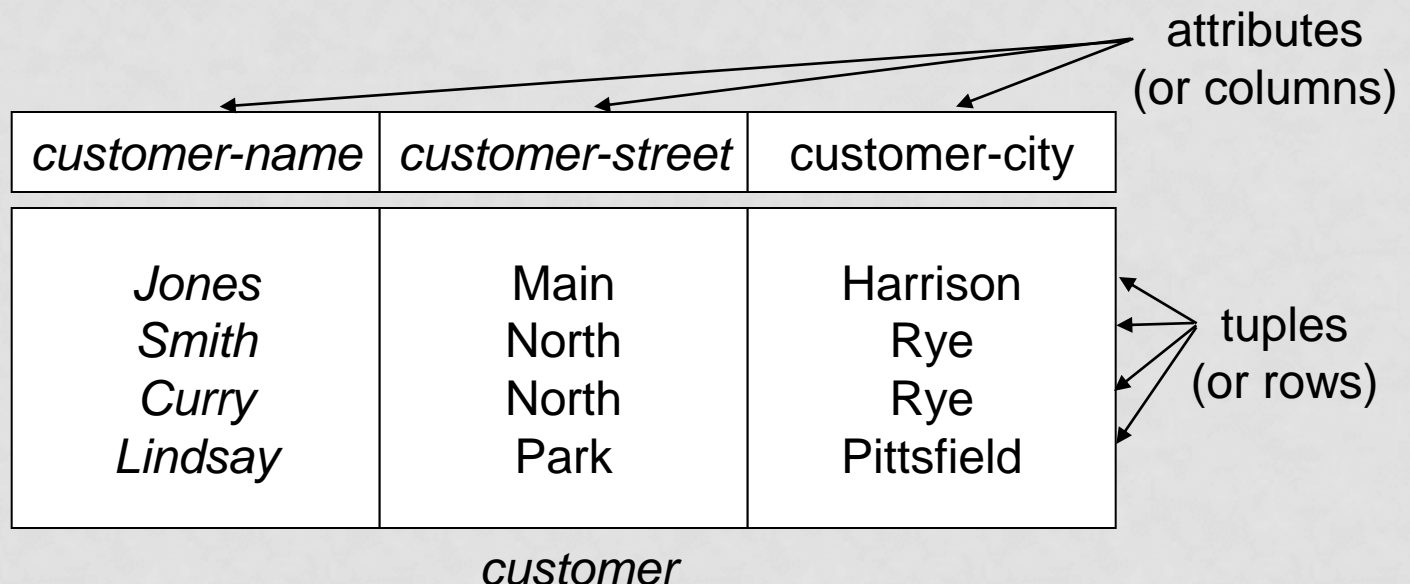 attributes
(or columns)
customer-name customer-street customer-city
Jones Main Harrison
Smith North Rye
Curry North Rye
Lindsay Park Pittsfield
tuples
(or rows)
customer